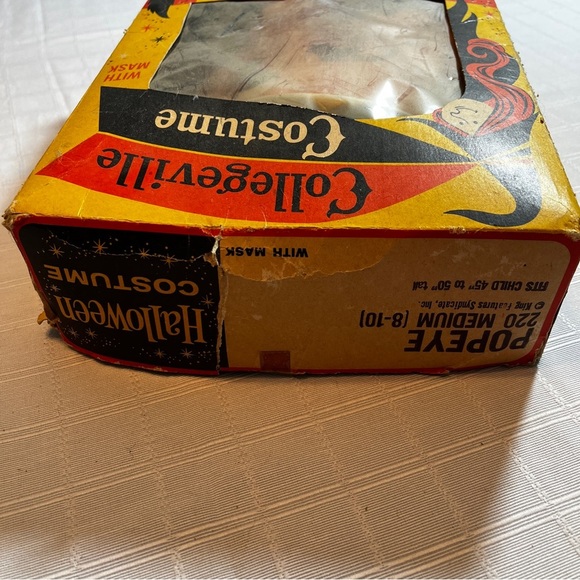 WITH
MASK
Collegeville
Costume
Halloween
COSTUME
WITH MASK
POPEYE
220 MEDIUM (8-10)
© King Features Syndicate, Inc.
FITS CHILD 45" to 50" tall